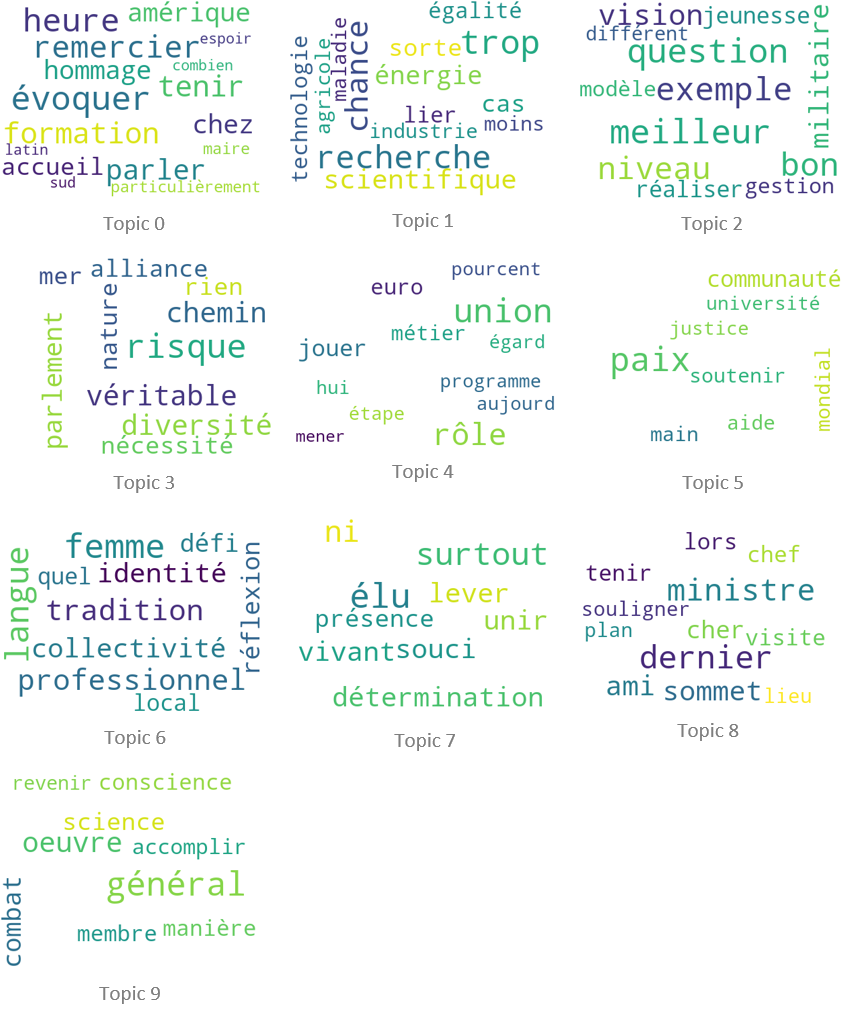 heure
amérique
remercier
espoir
hommage
combien
tenir
évoquer
formation
chez
latin
maire
accueil
parler
sud
particulièrement
Topic 0
égalité
chance
maladie
sorte
trop
technologie
agricole
énergie
lier
cas
industrie
moins
recherche
scientifique
Topic 1
vision
jeunesse
différent
militaire
question
modèle
exemple
meilleur
niveau
bon
réaliser
gestion
Topic 2
mer
alliance
rien
nature
chemin
parlement
risque
véritable
diversité
nécessité
Topic 3
pourcent
euro
union
métier
jouer
égard
hui
programme
aujourd
étape
mener
rôle
Topic 4
communauté
université
justice
paix
soutenir
mondial
aide
main
Topic 5
femme
défi
langue
quel
identité
réflexion
tradition
collectivité
professionnel
local
Topic 6
ni
surtout
élu
lever
présence
unir
vivant
souci
détermination
Topic 7
lors
chef
tenir
ministre
souligner
plan
cher
visite
dernier
ami
sommet
lieu
Topic 8
revenir
conscience
science
oeuvre
accomplir
général
combat
membre
manière
Topic 9